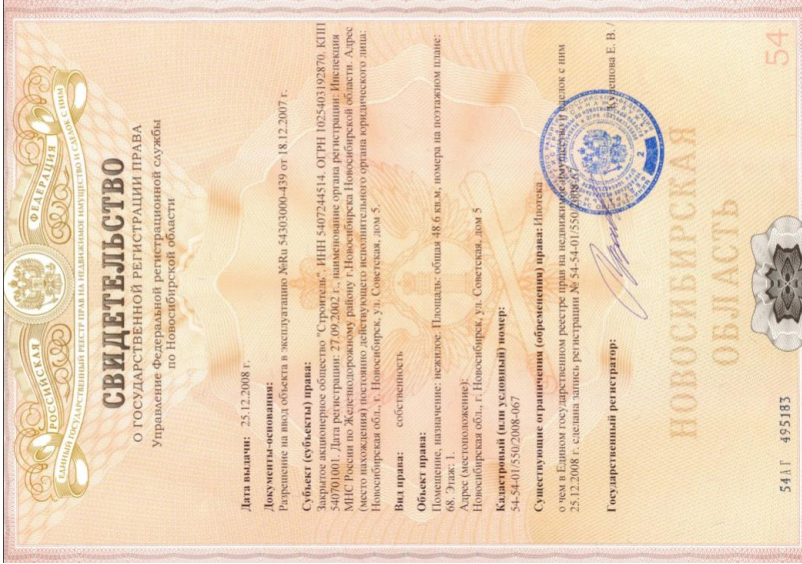 РОССИЙСКАЯ ФЕДЕРАЦИЯ
ЕДИНЫЙ ГОСУДАРСТВЕННЫЙ РЕЕСТР ПРАВ НА НЕДВИЖИМОЕ ИМУЩЕСТВО И СДЕЛОК С НИМ
СВИДЕТЕЛЬСТВО
О ГОСУДАРСТВЕННОЙ РЕГИСТРАЦИИ ПРАВА
Управление Федеральной регистрационной службы
по Новосибирской области
Дата выдачи: 25.12.2008 г.
Документы-основания:
Разрешение на ввод объекта в эксплуатацию №Ru 54303000-439 от 18.12.2007 г.
Субъект (субъекты) права:
Закрытое акционерное общество "Строитель", ИНН 5407244514, ОГРН 1025403192870, КПП
540701001, Дата регистрации: 27.09.2002 г., наименование органа регистрации: Инспекция
МНС России по Железнодорожному району г.Новосибирска Новосибирской области. Адрес
(место нахождения) постоянно действующего исполнительного органа юридического лица:
Новосибирская обл., г. Новосибирск, ул. Советская, дом 5.
Вид права: собственность
Объект права:
Помещение, назначение: нежилое. Площадь: общая 48,6 кв.м, номера на поэтажном плане:
68. Этаж: 1.
Адрес (местоположение):
Новосибирская обл., г. Новосибирск, ул. Советская, дом 5
Кадастровый (или условный) номер:
54-54-01/550/2008-067
Существующие ограничения (обременения) права: Ипотека
о чем в Едином государственном реестре прав на недвижимое имущество и сделок с ним
25.12.2008 г. сделана запись регистрации № 54-54-01/550/2008-6
Государственный регистратор: Кулешова Е. В. /
НОВОСИБИРСКАЯ
ОБЛАСТЬ
54
54АГ 455183